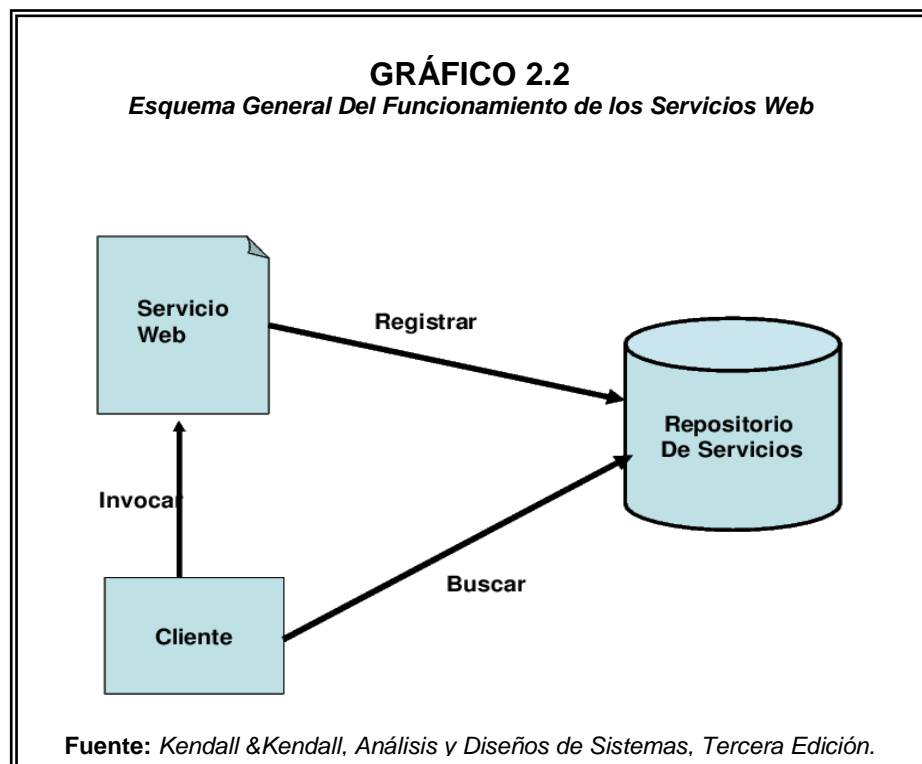 GRÁFICO 2.2
Esquema General Del Funcionamiento de los Servicios Web
Servicio
Web
Registrar
Repositorio
De Servicios
Invocar
Buscar
Cliente
Fuente: Kendall &Kendall, Análisis y Diseños de Sistemas, Tercera Edición.